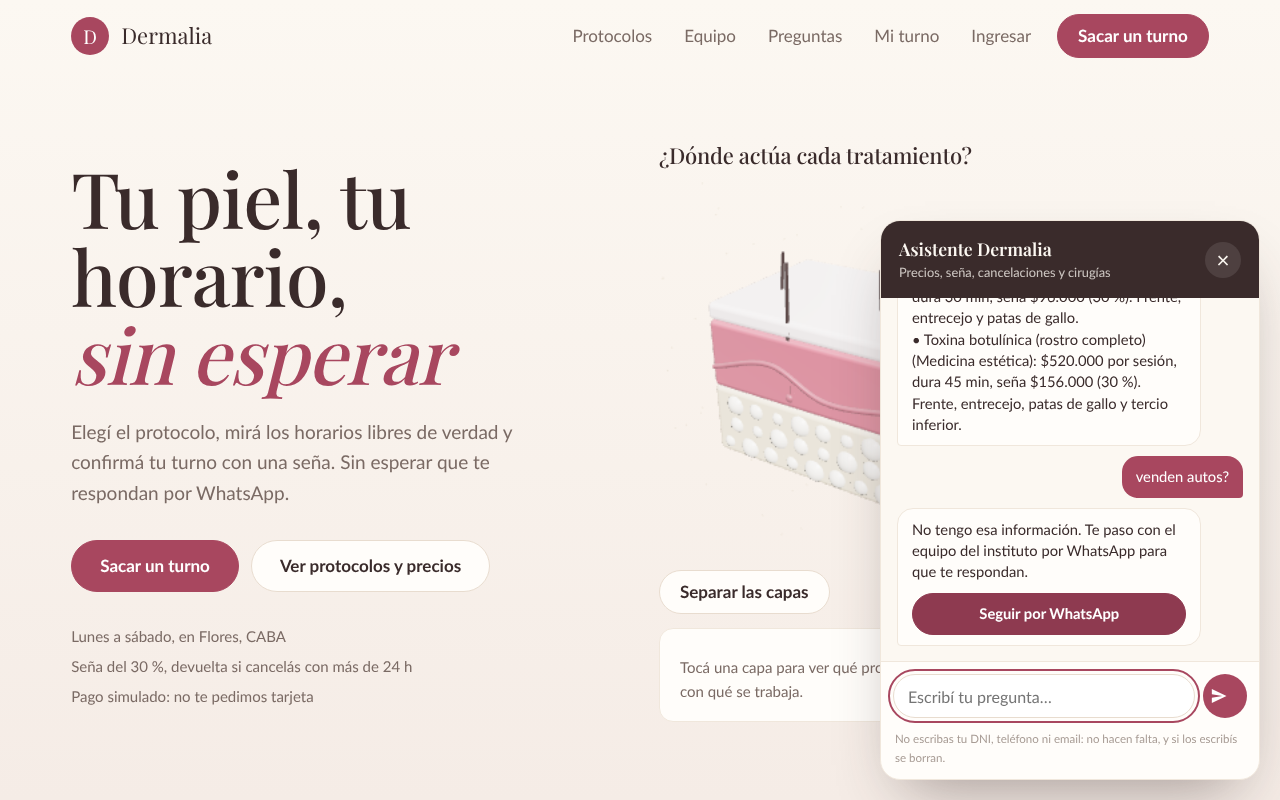 D Dermalia
Protocolos Equipo Preguntas Mi turno Ingresar Sacar un turno
Tu piel, tu
horario,
sin esperar
Elegí el protocolo, mirá los horarios libres de verdad y
confirmá tu turno con una seña. Sin esperar que te
respondan por WhatsApp.
Sacar un turno Ver protocolos y precios
Lunes a sábado, en Flores, CABA
Seña del 30 %, devuelta si cancelás con más de 24 h
Pago simulado: no te pedimos tarjeta
¿Dónde actúa cada tratamiento?
Separar las capas
Tocá una capa para ver qué
con qué se trabaja.
Asistente Dermalia
Precios, seña, cancelaciones y cirugías
entrecejo y patas de gallo.
• Toxina botulínica (rostro completo)
(Medicina estética): $520.000 por sesión,
dura 45 min, seña $156.000 (30 %).
Frente, entrecejo, patas de gallo y tercio
inferior.
venden autos?
No tengo esa información. Te paso con el
equipo del instituto por WhatsApp para
que te respondan.
Seguir por WhatsApp
Escribí tu pregunta...
No escribas tu DNI, teléfono ni email: no hacen falta, y si los escribís
se borran.